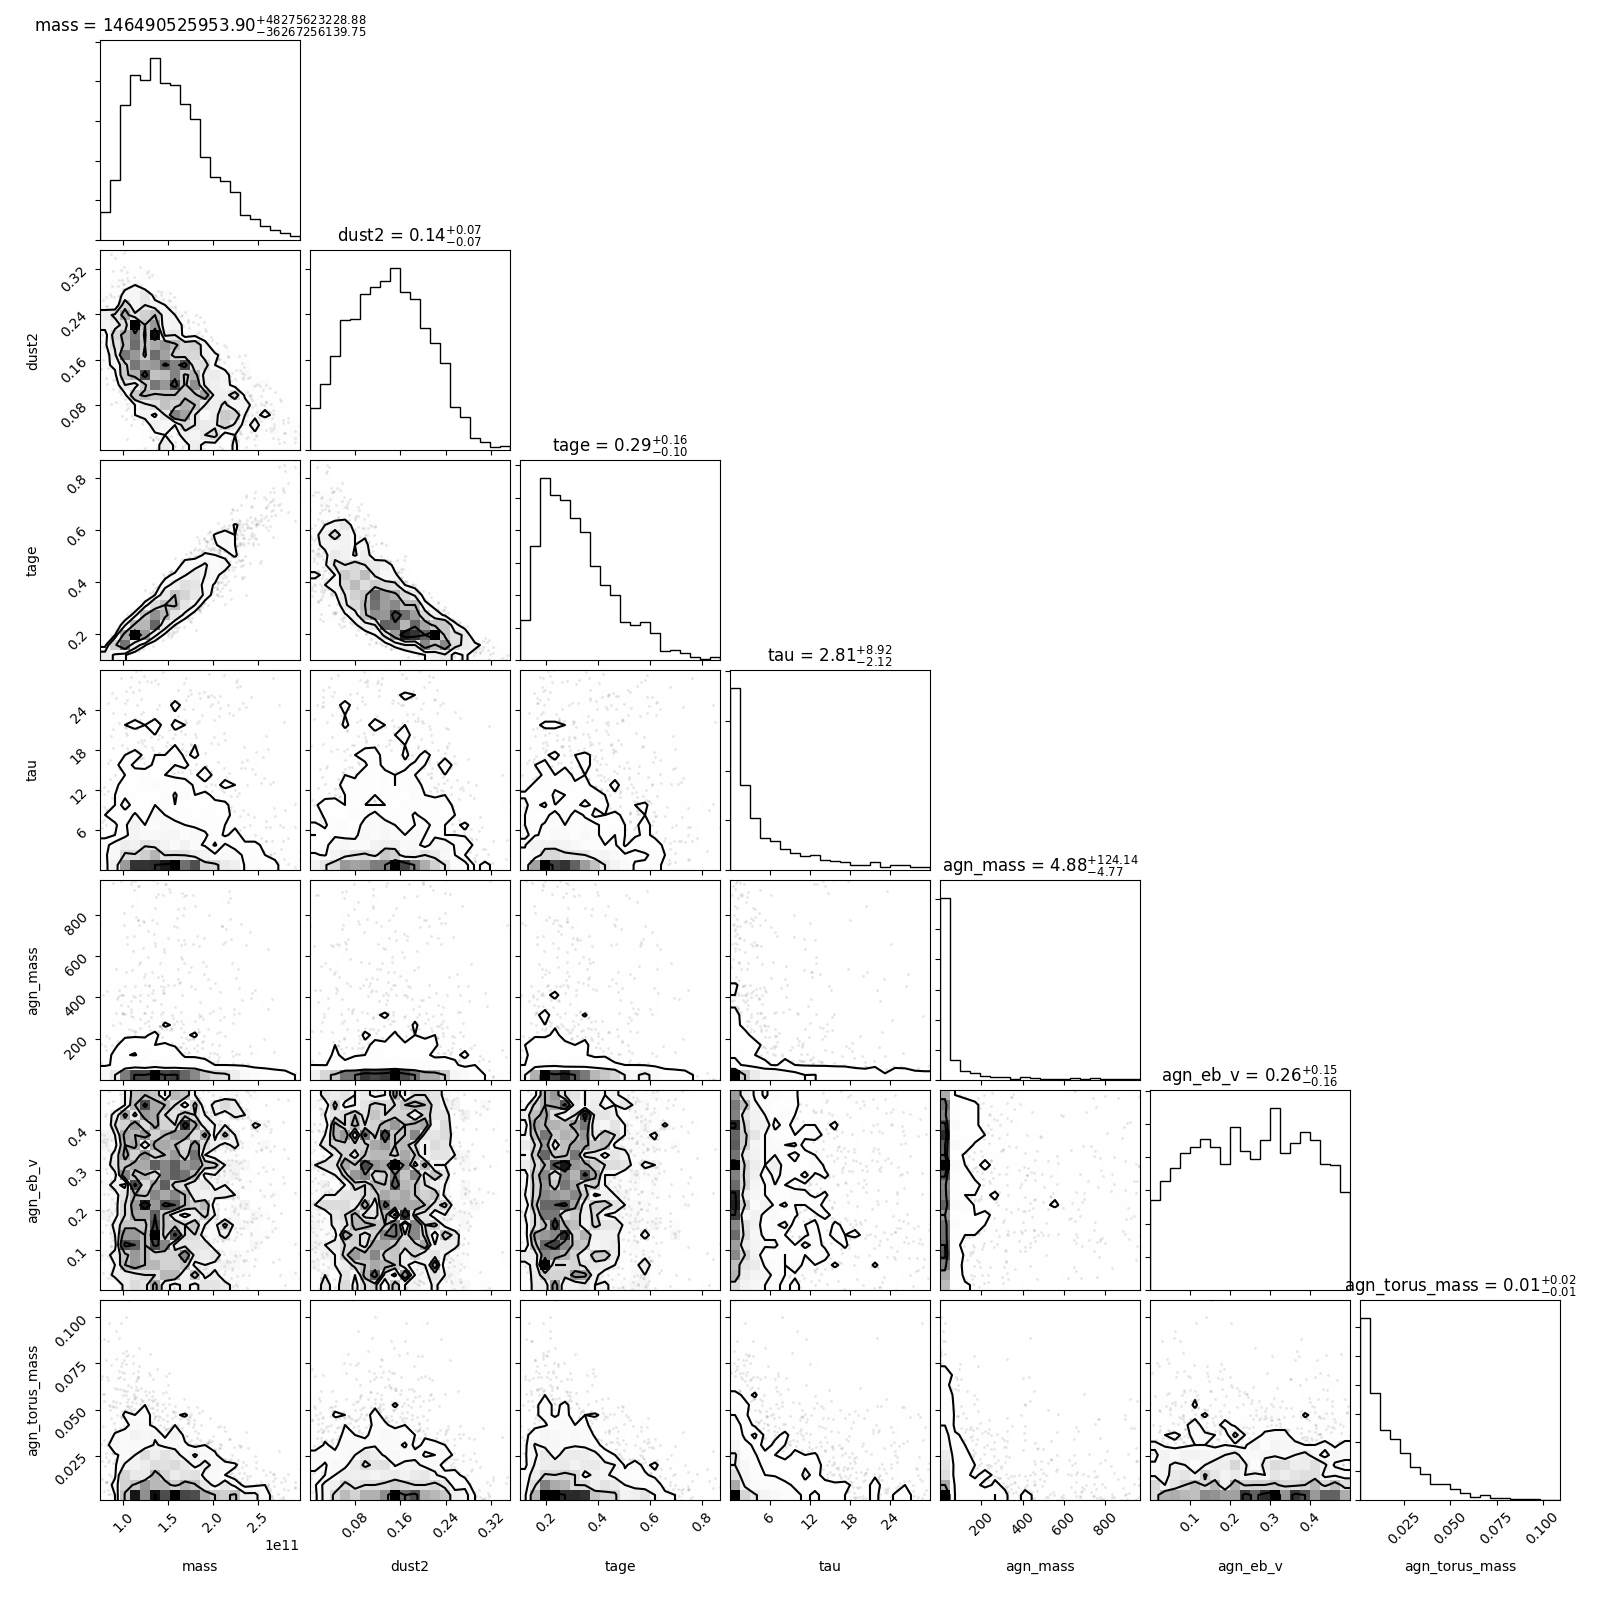 mass = 146490525953.90+48275623228.88−36267256139.75
dust2 = 0.14+0.07−0.07
0.32
0.24
0.16
0.08
dust2
tage = 0.29+0.16−0.10
0.8
0.6
0.4
0.2
tage
tau = 2.81+8.92−2.12
24
18
12
6
tau
agn_mass = 4.88+124.14−4.77
800
600
400
200
agn_mass
agn_eb_v = 0.26+0.15−0.16
0.4
0.3
0.2
0.1
agn_eb_v
agn_torus_mass = 0.01+0.02−0.01
0.100
0.075
0.050
0.025
agn_torus_mass
1.0 1.5 2.0 2.5 0.08 0.16 0.24 0.32 0.2 0.4 0.6 0.8 6 12 18 24 200 400 600 800 0.1 0.2 0.3 0.4 0.025 0.050 0.075 0.100
1e11
mass dust2 tage tau agn_mass agn_eb_v agn_torus_mass